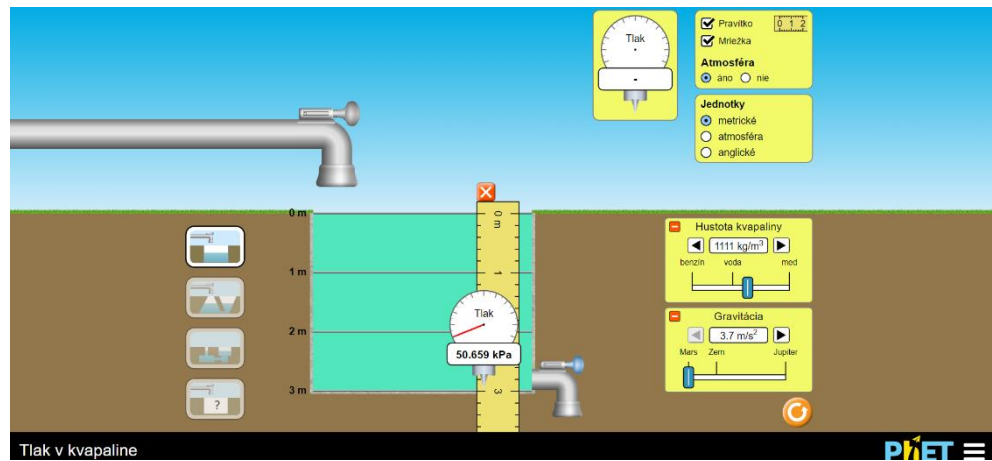 Tlak
-
Pravítko
0 1 2
Mriežka
Atmosféra
áno nie
Jednotky
metrické
atmosféra
anglické
0 m
1 m
2 m
3 m
0 m
1
3
Tlak
50.659 kPa
Hustota kvapaliny
1111 kg/m³
benzín voda med
Gravitácia
3.7 m/s²
Mars Zem Jupiter
?
Tlak v kvapaline
PhET